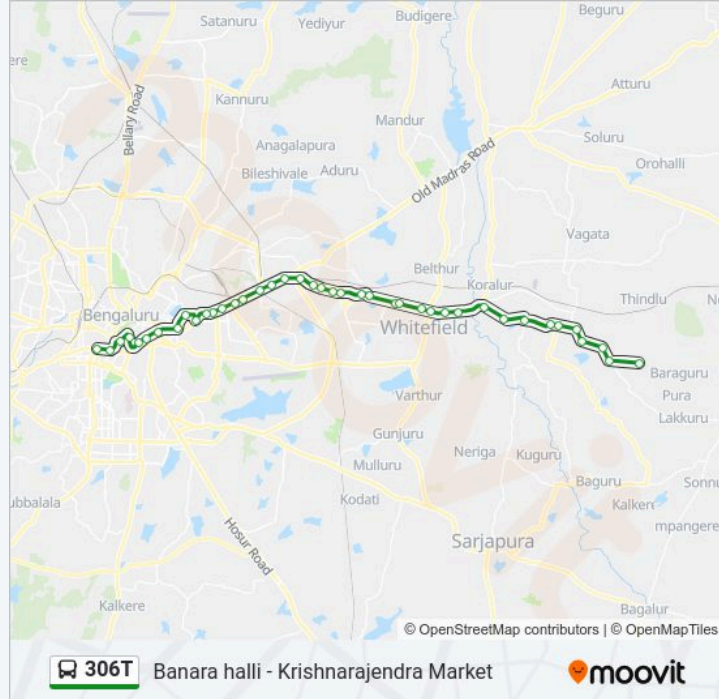 Satanuru
Yediyur
Budigere
Beguru
ere
Kannuru
Atturu
Bellary Road
Mandur
Soluru
Anagalapura
Bileshivale
Aduru
Old Madras Road
Orohalli
Vagata
Belthur
Koralur
Bengaluru
Thindlu
Whitefield
Baraguru
Varthur
Pura
Lakkuru
Gunjuru
Neriga
Kuguru
Mulluru
Baguru
Sonnu
ubbalala
Kodati
Kalkere
mpangere
Hosur Road
Sarjapura
Kalkere
Bagalur
© OpenStreetMap contributors | © OpenMapTiles
306T Banara halli - Krishnarajendra Market
moovit